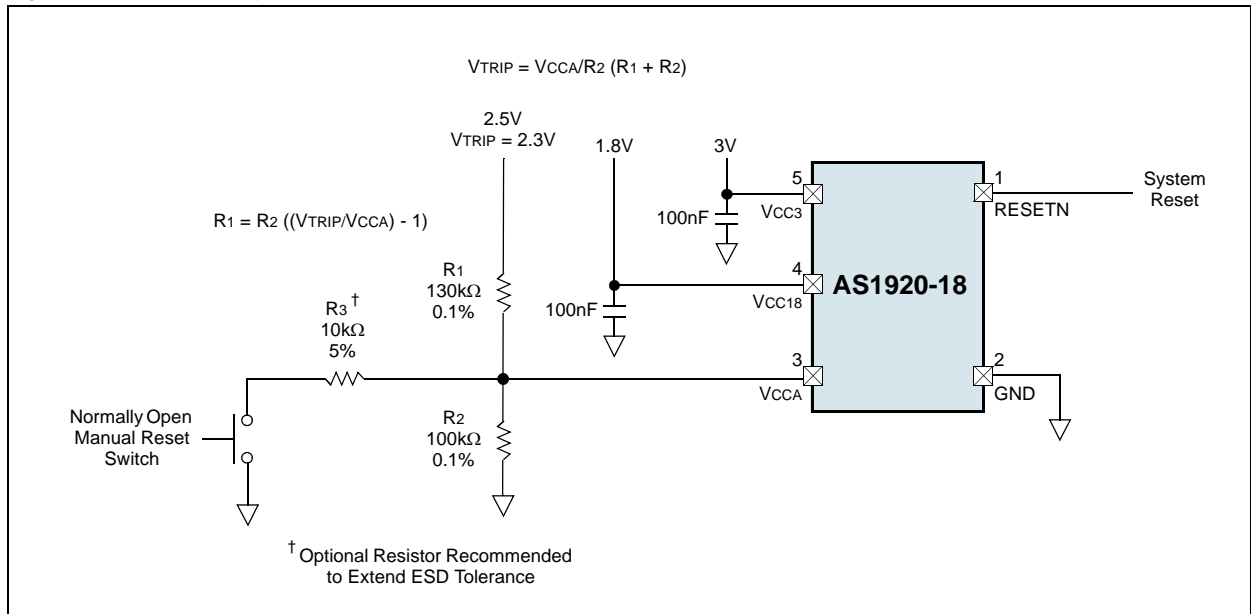 VTRIP = VCCA/R2 (R1 + R2)
2.5V
VTRIP = 2.3V
1.8V
3V
R1 = R2 ((VTRIP/VCCA) - 1)
100nF
5
VCC3
1
RESETN
System
Reset
R1
130kΩ
0.1%
100nF
4
VCC18
AS1920-18
R3 †
10kΩ
5%
3
VCCA
2
GND
Normally Open
Manual Reset
Switch
R2
100kΩ
0.1%
† Optional Resistor Recommended
to Extend ESD Tolerance